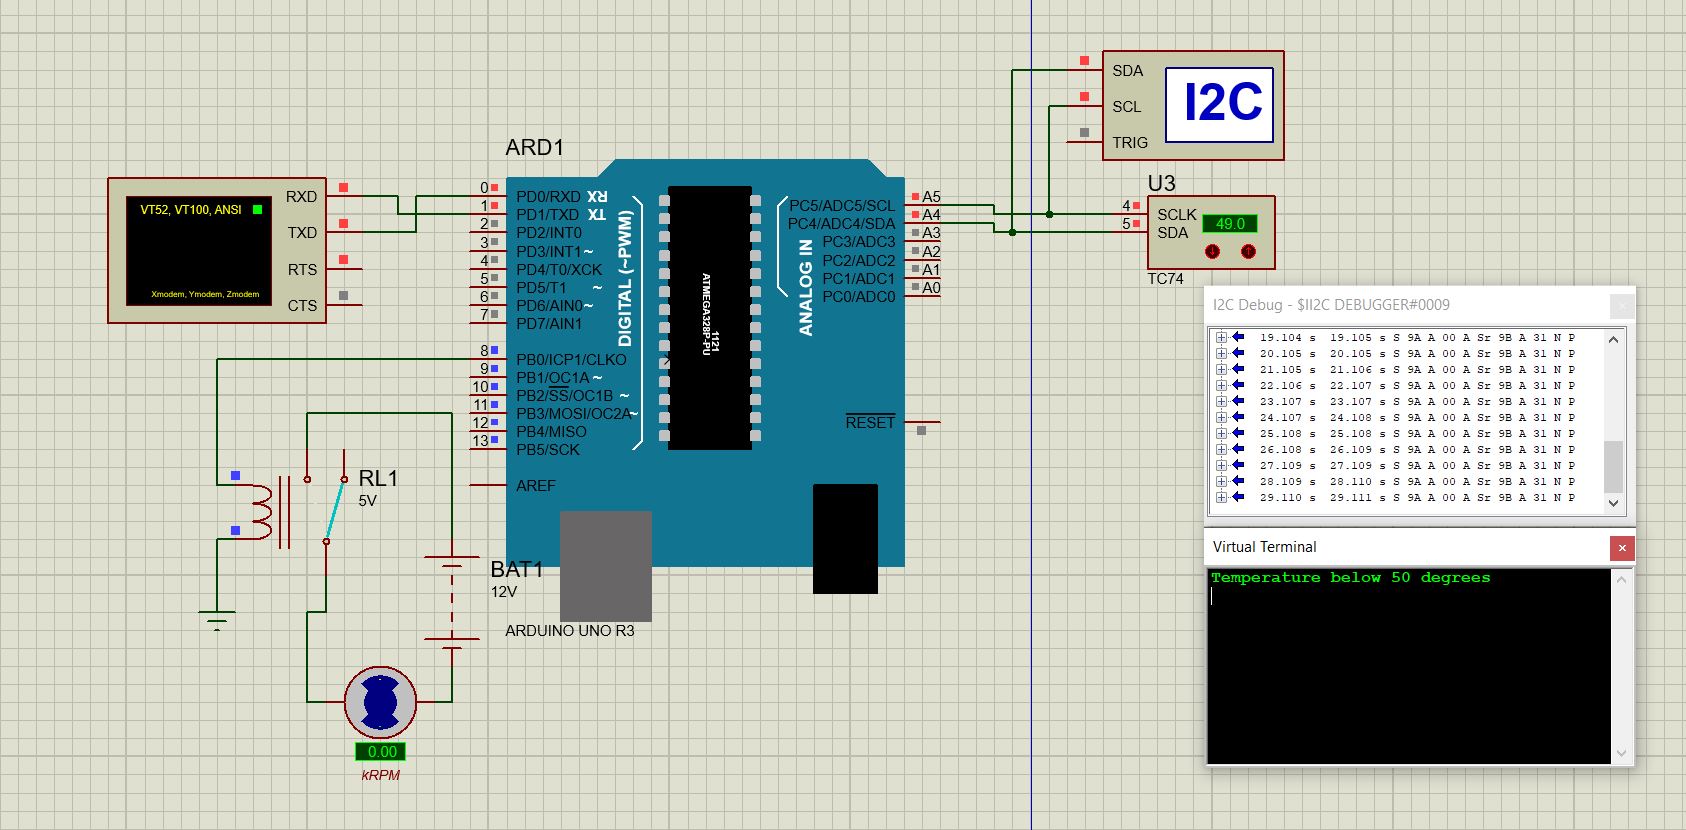 ARD1
VT52, VT100, ANSI
Xmodem, Ymodem, Zmodem
RXD
TXD
RTS
CTS
0
1
2
3
4
5
6
7
8
9
10
11
12
13
PD0/RXD RX
PD1/TXD TX
PD2/INT0
PD3/INT1~
PD4/T0/XCK
PD5/T1 ~
PD6/AIN0~
PD7/AIN1
PB0/ICP1/CLKO
PB1/OC1A ~
PB2/SS/OC1B ~
PB3/MOSI/OC2A~
PB4/MISO
PB5/SCK
AREF
DIGITAL (~PWM)
ATMEGA328P-PU
1121
ANALOG IN
PC5/ADC5/SCL
PC4/ADC4/SDA
PC3/ADC3
PC2/ADC2
PC1/ADC1
PC0/ADC0
RESET
A5
A4
A3
A2
A1
A0
ARDUINO UNO R3
SDA
SCL
TRIG
I2C
U3
4
5
SCLK
SDA
49.0
TC74
I2C Debug - $II2C DEBUGGER#0009
19.104 s 19.105 s S 9A A 00 A Sr 9B A 31 N P
20.105 s 20.105 s S 9A A 00 A Sr 9B A 31 N P
21.105 s 21.106 s S 9A A 00 A Sr 9B A 31 N P
22.106 s 22.107 s S 9A A 00 A Sr 9B A 31 N P
23.107 s 23.107 s S 9A A 00 A Sr 9B A 31 N P
24.107 s 24.108 s S 9A A 00 A Sr 9B A 31 N P
25.108 s 25.108 s S 9A A 00 A Sr 9B A 31 N P
26.108 s 26.109 s S 9A A 00 A Sr 9B A 31 N P
27.109 s 27.109 s S 9A A 00 A Sr 9B A 31 N P
28.109 s 28.110 s S 9A A 00 A Sr 9B A 31 N P
29.110 s 29.111 s S 9A A 00 A Sr 9B A 31 N P
Virtual Terminal
Temperature below 50 degrees
RL1
5V
BAT1
12V
0.00
kRPM